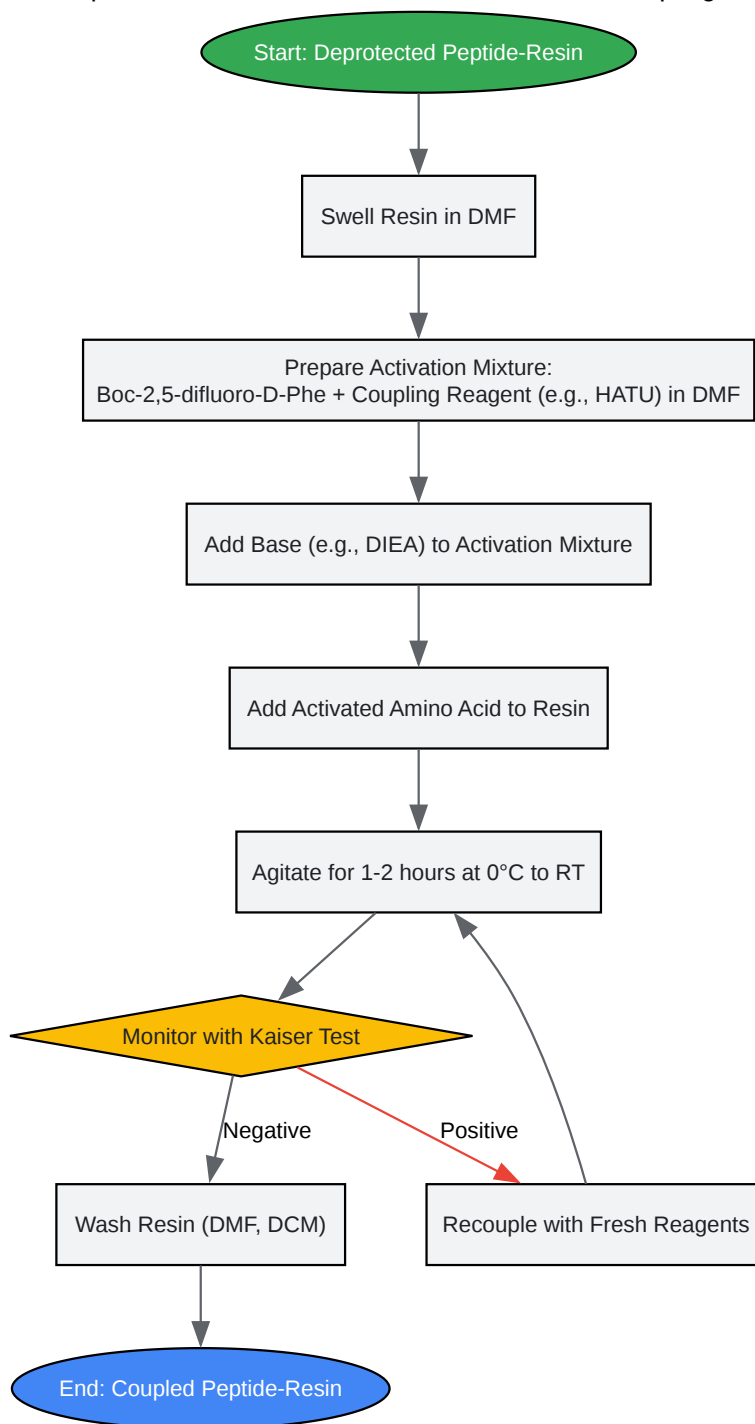 Start: Deprotected Peptide-Resin
Swell Resin in DMF
Prepare Activation Mixture:
Boc-2,5-difluoro-D-Phe + Coupling Reagent (e.g., HATU) in DMF
Add Base (e.g., DIEA) to Activation Mixture
Add Activated Amino Acid to Resin
Agitate for 1-2 hours at 0°C to RT
Monitor with Kaiser Test
Negative
Positive
Wash Resin (DMF, DCM)
Recouple with Fresh Reagents
End: Coupled Peptide-Resin